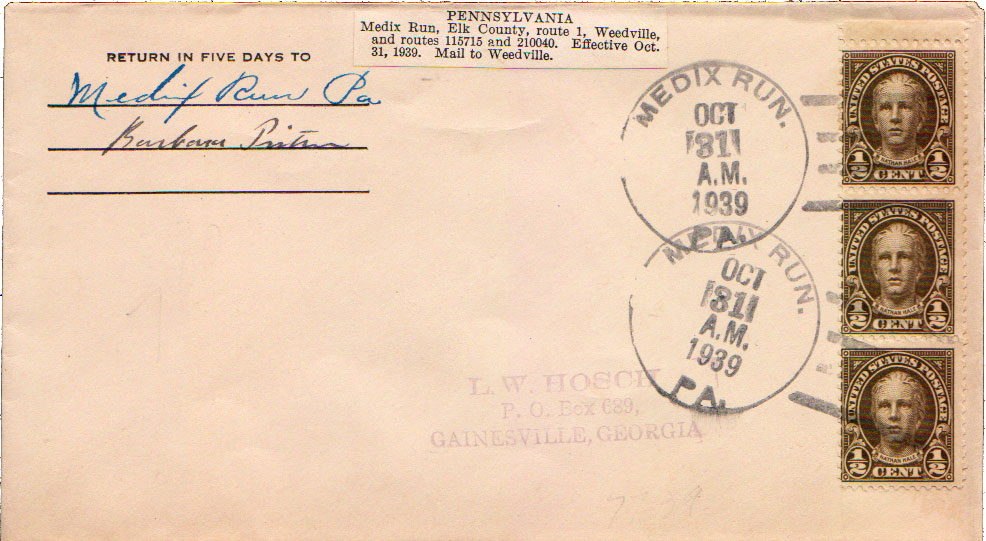 PENNSYLVANIA
Medix Run, Elk County, route 1, Weedville,
and routes 115715 and 210040. Effective Oct.
31, 1939. Mail to Weedville.
RETURN IN FIVE DAYS TO
Medix Run Pa
Barbara
MEDIX RUN.
OCT
31
A.M.
1939
PA.
MEDIX RUN.
OCT
31
A.M.
1939
PA.
UNITED STATES POSTAGE
NATHAN HALE
1/2 CENT 1/2
UNITED STATES POSTAGE
NATHAN HALE
1/2 CENT 1/2
UNITED STATES POSTAGE
NATHAN HALE
1/2 CENT 1/2
L. W. HOSCH
P. O. Box 689,
GAINESVILLE, GEORGIA